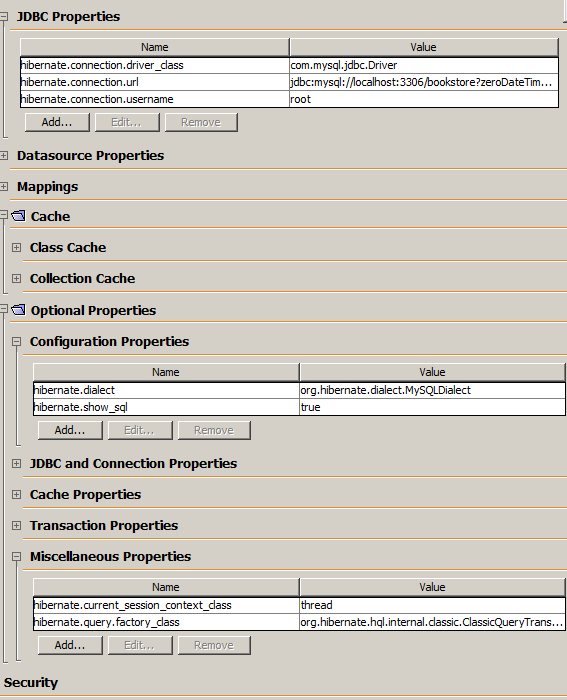 JDBC Properties
Name Value
hibernate.connection.driver_class com.mysql.jdbc.Driver
hibernate.connection.url jdbc:mysql://localhost:3306/bookstore?zeroDateTim...
hibernate.connection.username root
Add... Edit... Remove
Datasource Properties
Mappings
Cache
Class Cache
Collection Cache
Optional Properties
Configuration Properties
Name Value
hibernate.dialect org.hibernate.dialect.MySQLDialect
hibernate.show_sql true
Add... Edit... Remove
JDBC and Connection Properties
Cache Properties
Transaction Properties
Miscellaneous Properties
Name Value
hibernate.current_session_context_class thread
hibernate.query.factory_class org.hibernate.hql.internal.classic.ClassicQueryTrans...
Add... Edit... Remove
Security